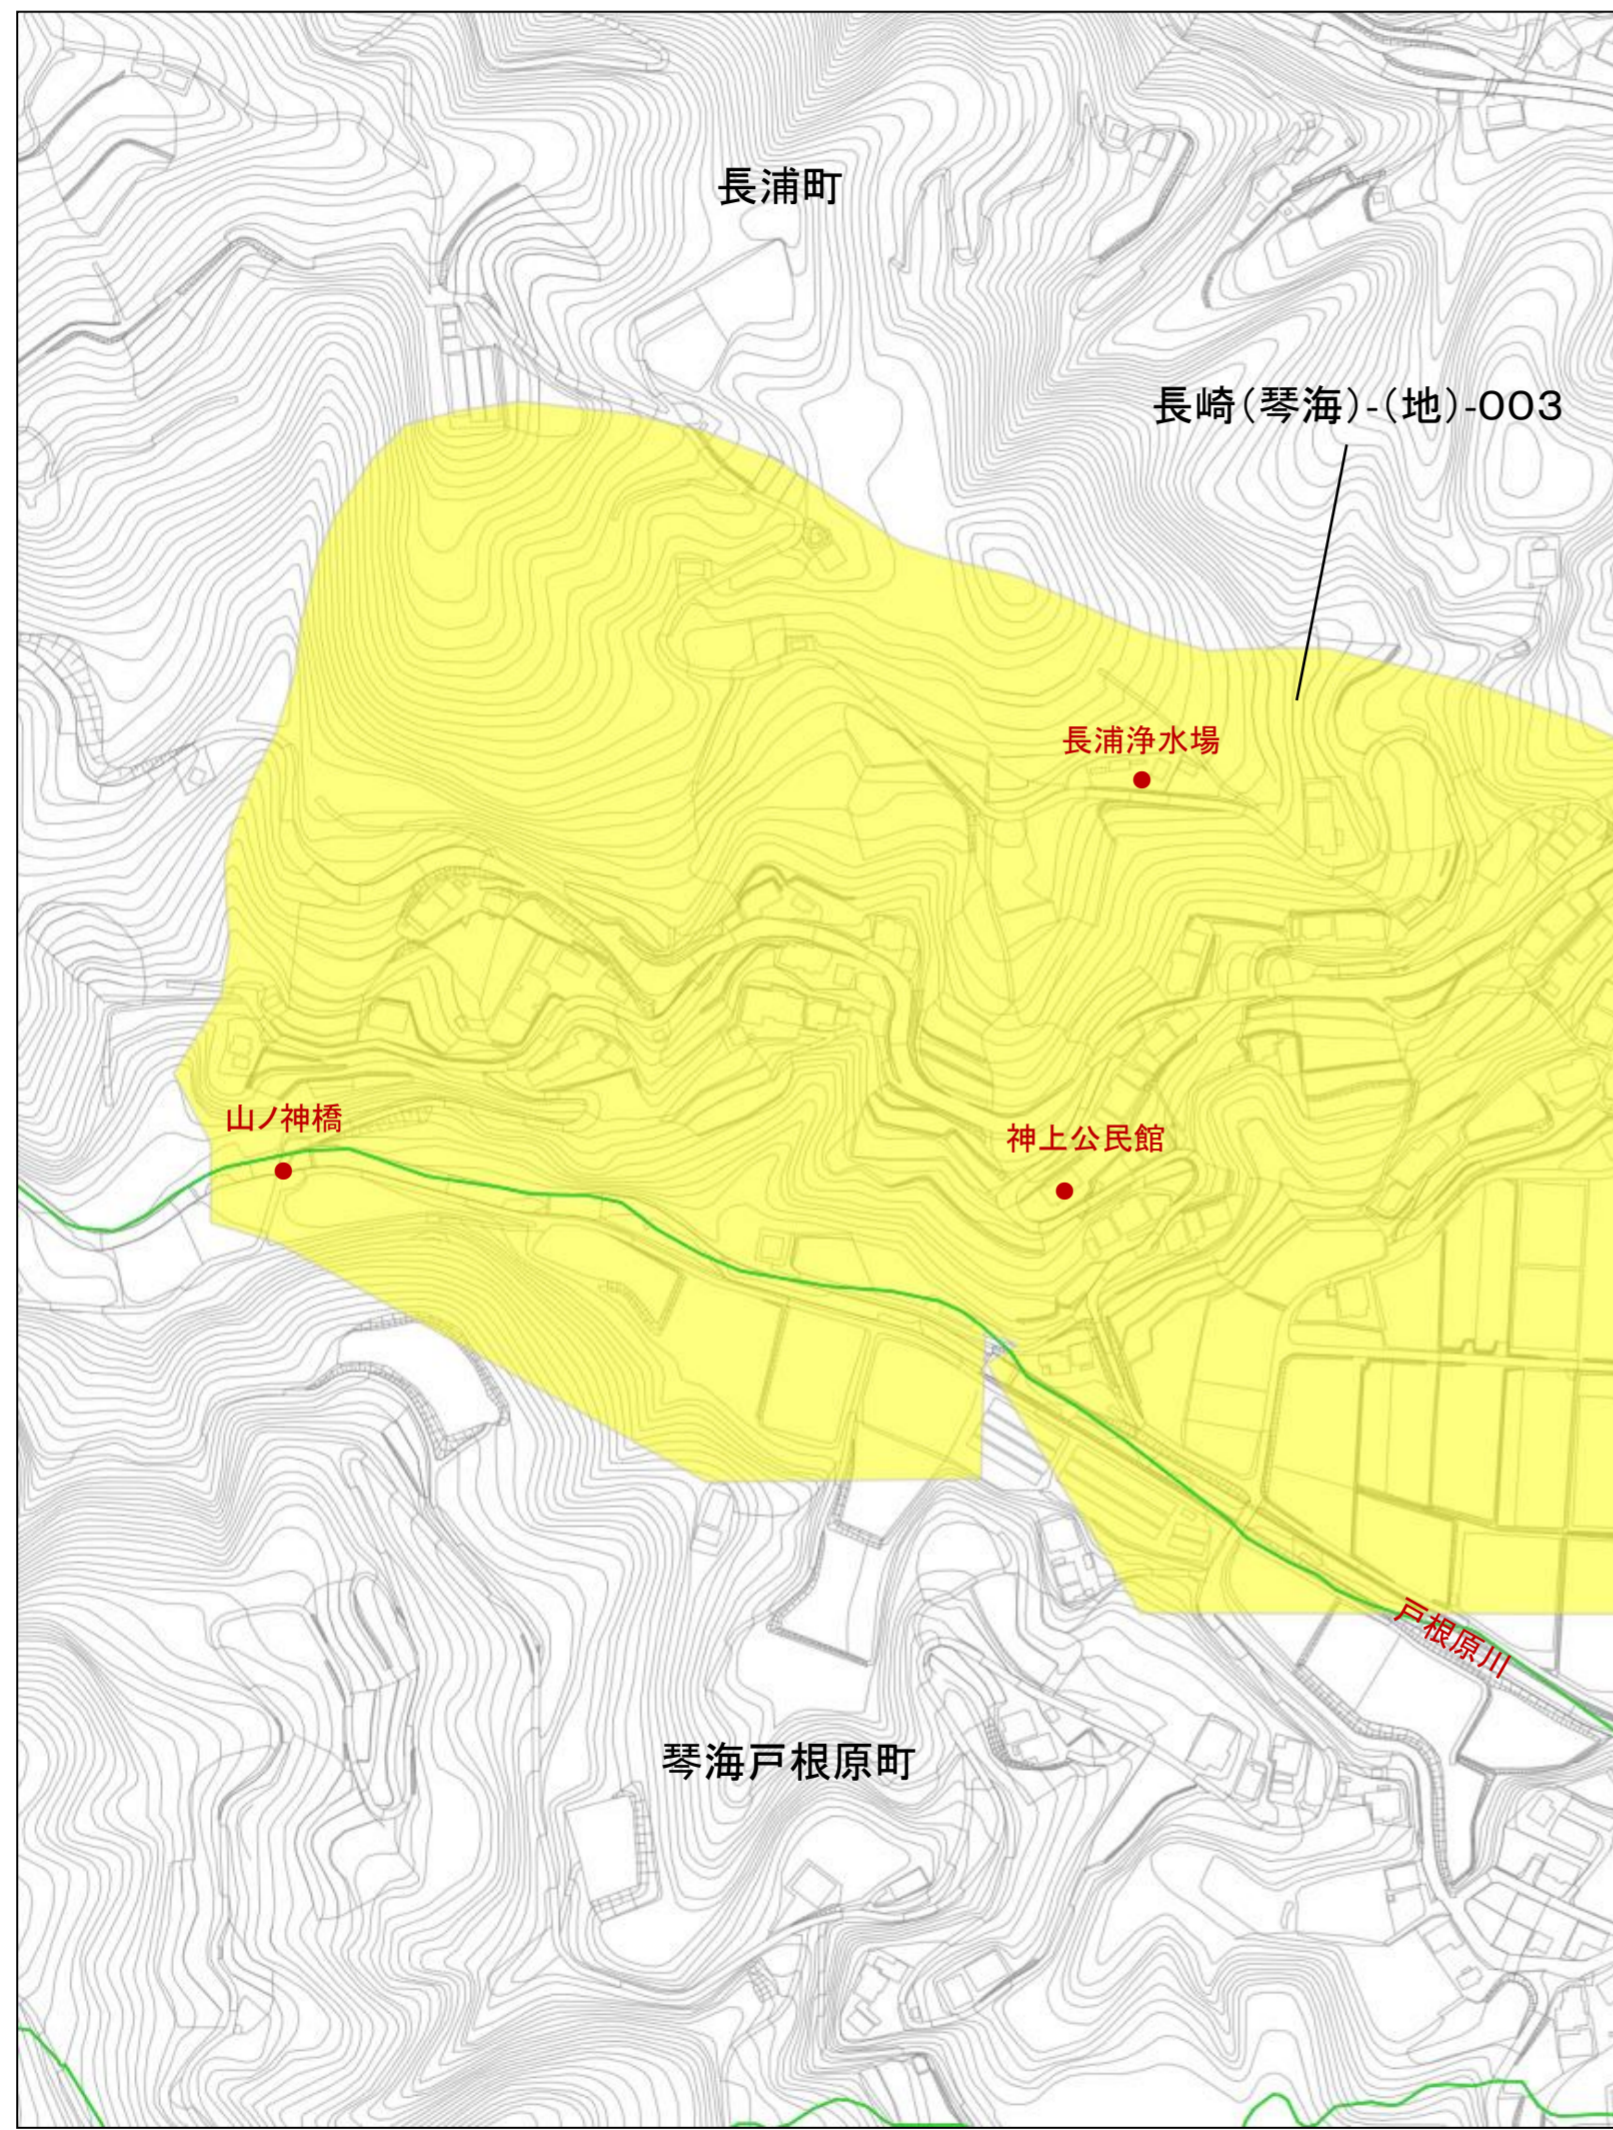 長浦町
長崎(琴海)-(地)-003
長浦浄水場
山ノ神橋
神上公民館
戸根原川
琴海戸根原町